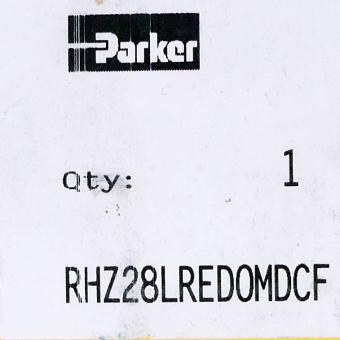 Parker
Qty: 1
RHZ28LREDOMDCF